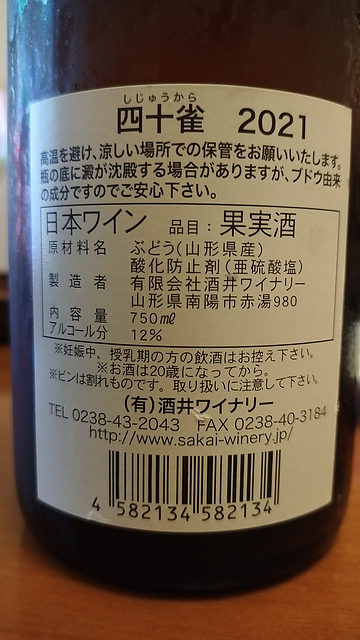 しじゅうから
四十雀 2021
高温を避け、涼しい場所での保管をお願いいたします。
瓶の底に澱が沈殿する場合がありますが、ブドウ由来
の成分ですのでご安心下さい。
日本ワイン 品目：果実酒
原材料名 ぶどう（山形県産）
酸化防止剤（亜硫酸塩）
製造者 有限会社酒井ワイナリー
山形県南陽市赤湯980
内容量 750㎖
アルコール分 12%
※妊娠中、授乳期の方の飲酒はお控え下さい。
※お酒は20歳になってから。
※ビンは割れものです。取り扱いに注意して下さい。
（有）酒井ワイナリー
TEL 0238-43-2043 FAX 0238-40-3184
http://www.sakai-winery.jp/
4 582134 582134